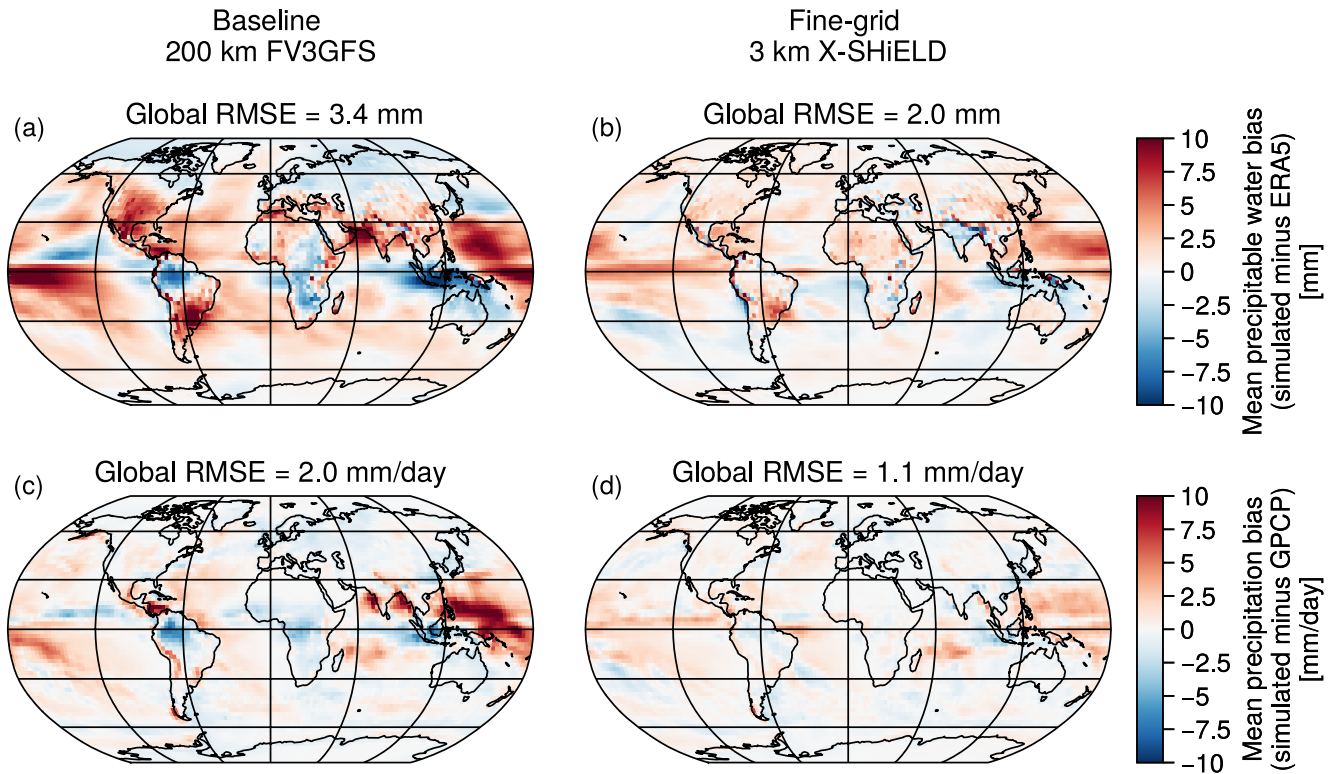 Baseline
200 km FV3GFS
Fine-grid
3 km X-SHiELD
(a)
Global RMSE = 3.4 mm
(b)
Global RMSE = 2.0 mm
10
7.5
5
2.5
0
−2.5
−5
−7.5
−10
Mean precipitable water bias
(simulated minus ERA5)
[mm]
(c)
Global RMSE = 2.0 mm/day
(d)
Global RMSE = 1.1 mm/day
10
7.5
5
2.5
0
−2.5
−5
−7.5
−10
Mean precipitation bias
(simulated minus GPCP)
[mm/day]